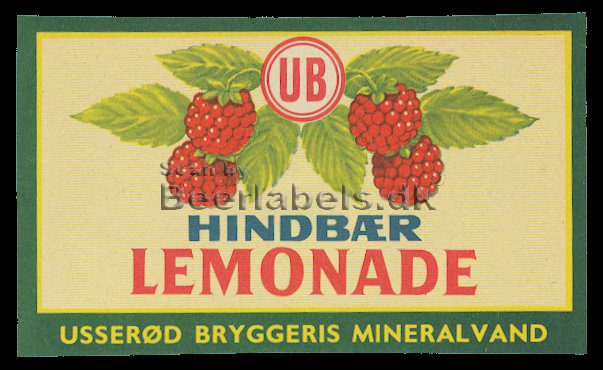 UB
Scan by
Beerlabels.dk
HINDBÆR
LEMONADE
USSERØD BRYGGERIS MINERALVAND